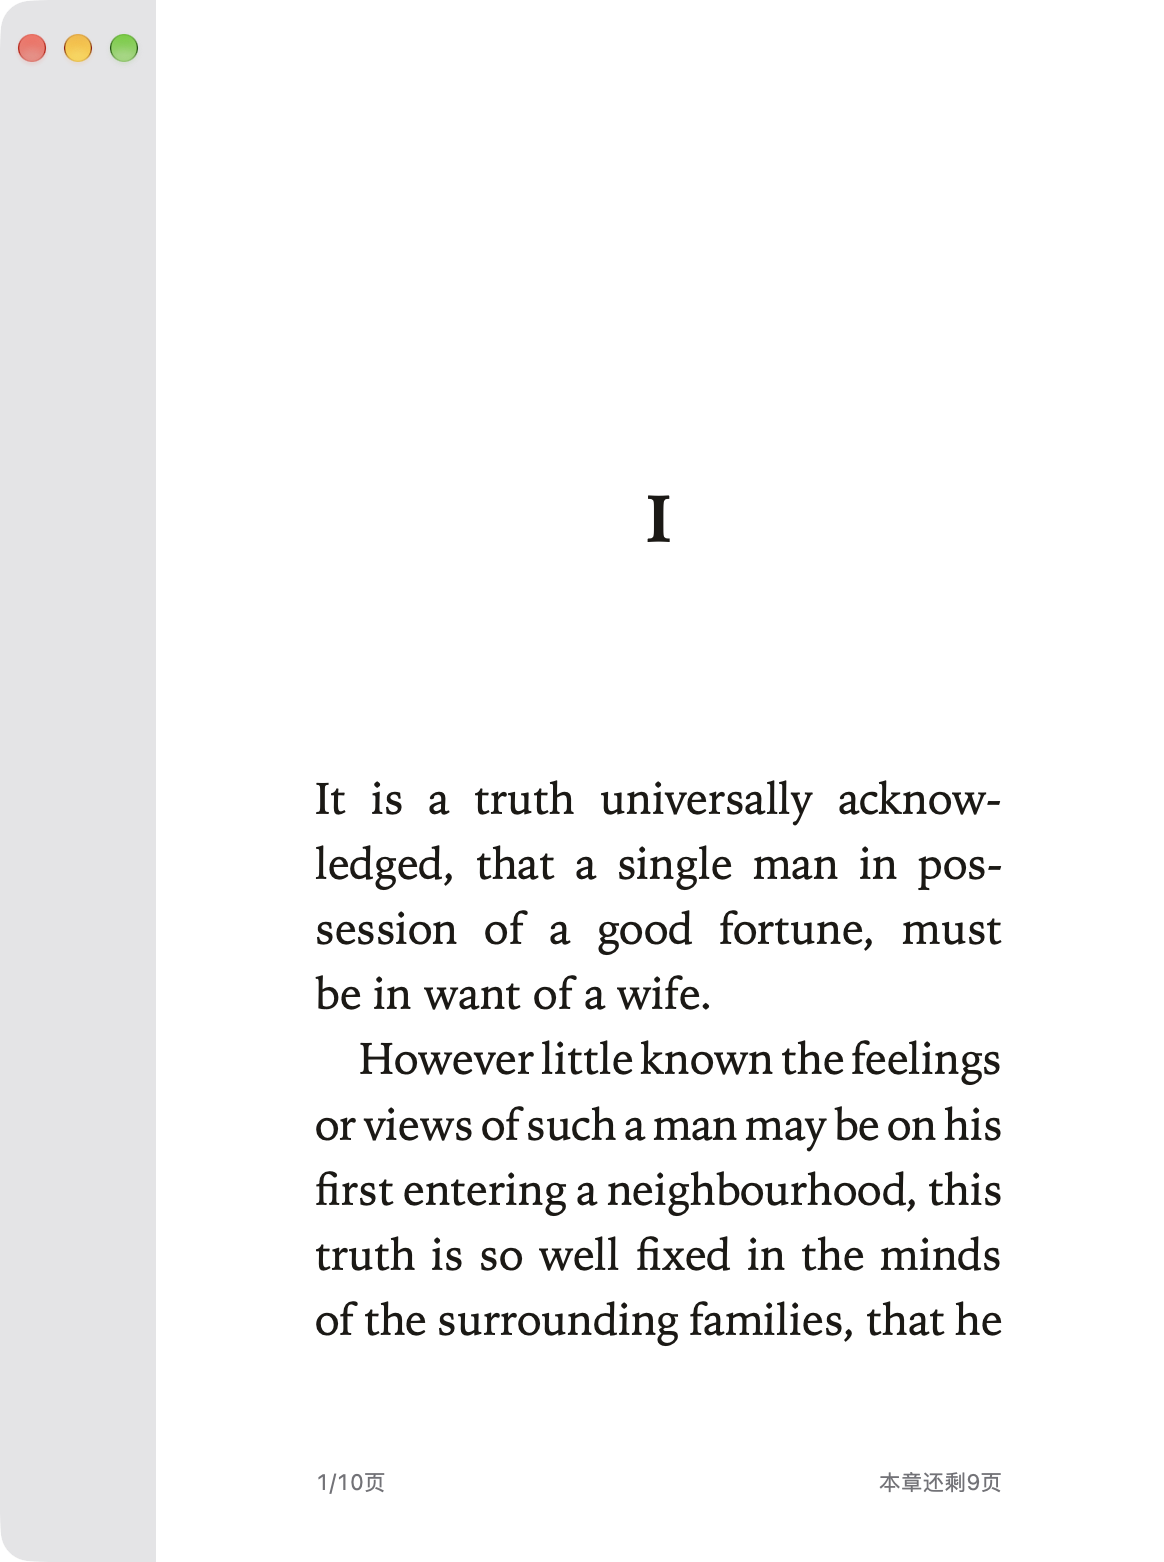 I
It is a truth universally acknow-
ledged, that a single man in pos-
session of a good fortune, must
be in want of a wife.
However little known the feelings
or views of such a man may be on his
first entering a neighbourhood, this
truth is so well fixed in the minds
of the surrounding families, that he
1/10页
本章还剩9页